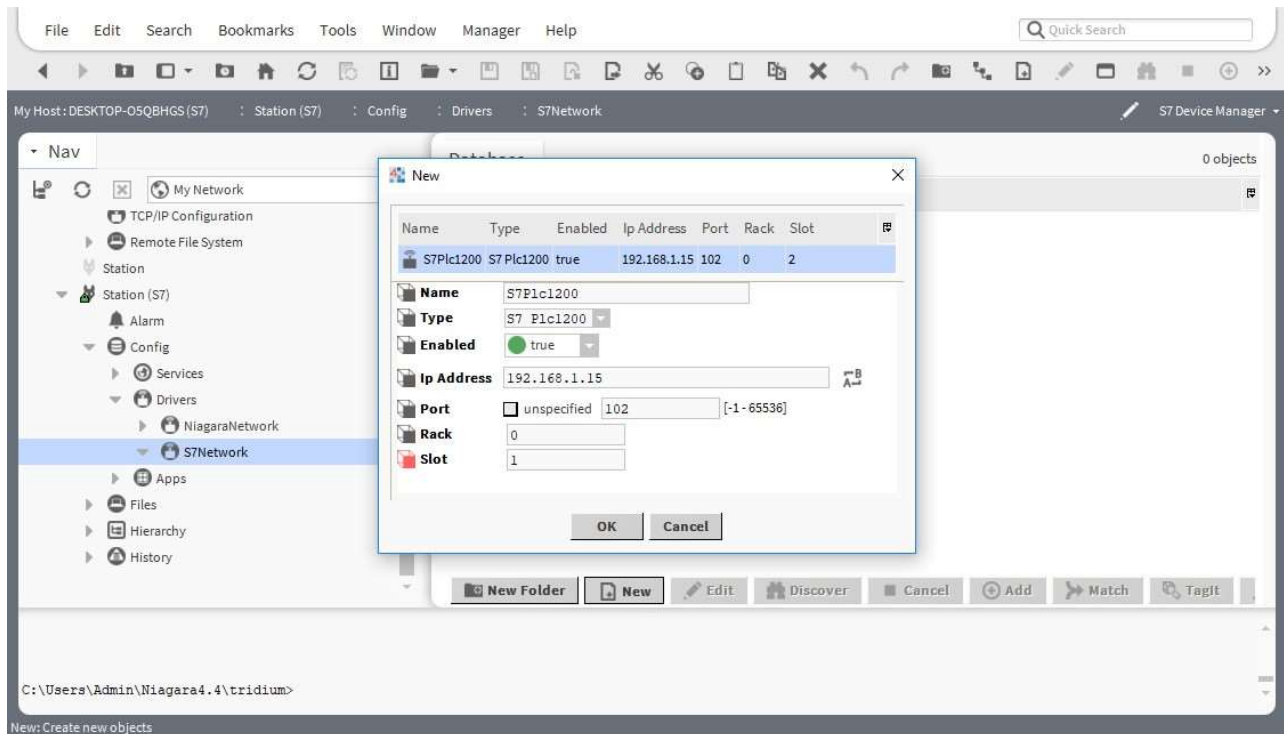 File Edit Search Bookmarks Tools Window Manager Help
Quick Search
My Host : DESKTOP-O5QBHGS (S7) : Station (S7) : Config : Drivers : S7Network
S7 Device Manager
Nav
My Network
TCP/IP Configuration
Remote File System
Station
Station (S7)
Alarm
Config
Services
Drivers
NiagaraNetwork
S7Network
Apps
Files
Hierarchy
History
Database
0 objects
New
Name Type Enabled Ip Address Port Rack Slot
S7Plc1200 S7 Plc1200 true 192.168.1.15 102 0 2
Name S7Plc1200
Type S7 Plc1200
Enabled true
Ip Address 192.168.1.15
Port unspecified 102 [-1 - 65536]
Rack 0
Slot 1
OK Cancel
New Folder New Edit Discover Cancel Add Match TagIt
C:\Users\Admin\Niagara4.4\tridium>
New: Create new objects